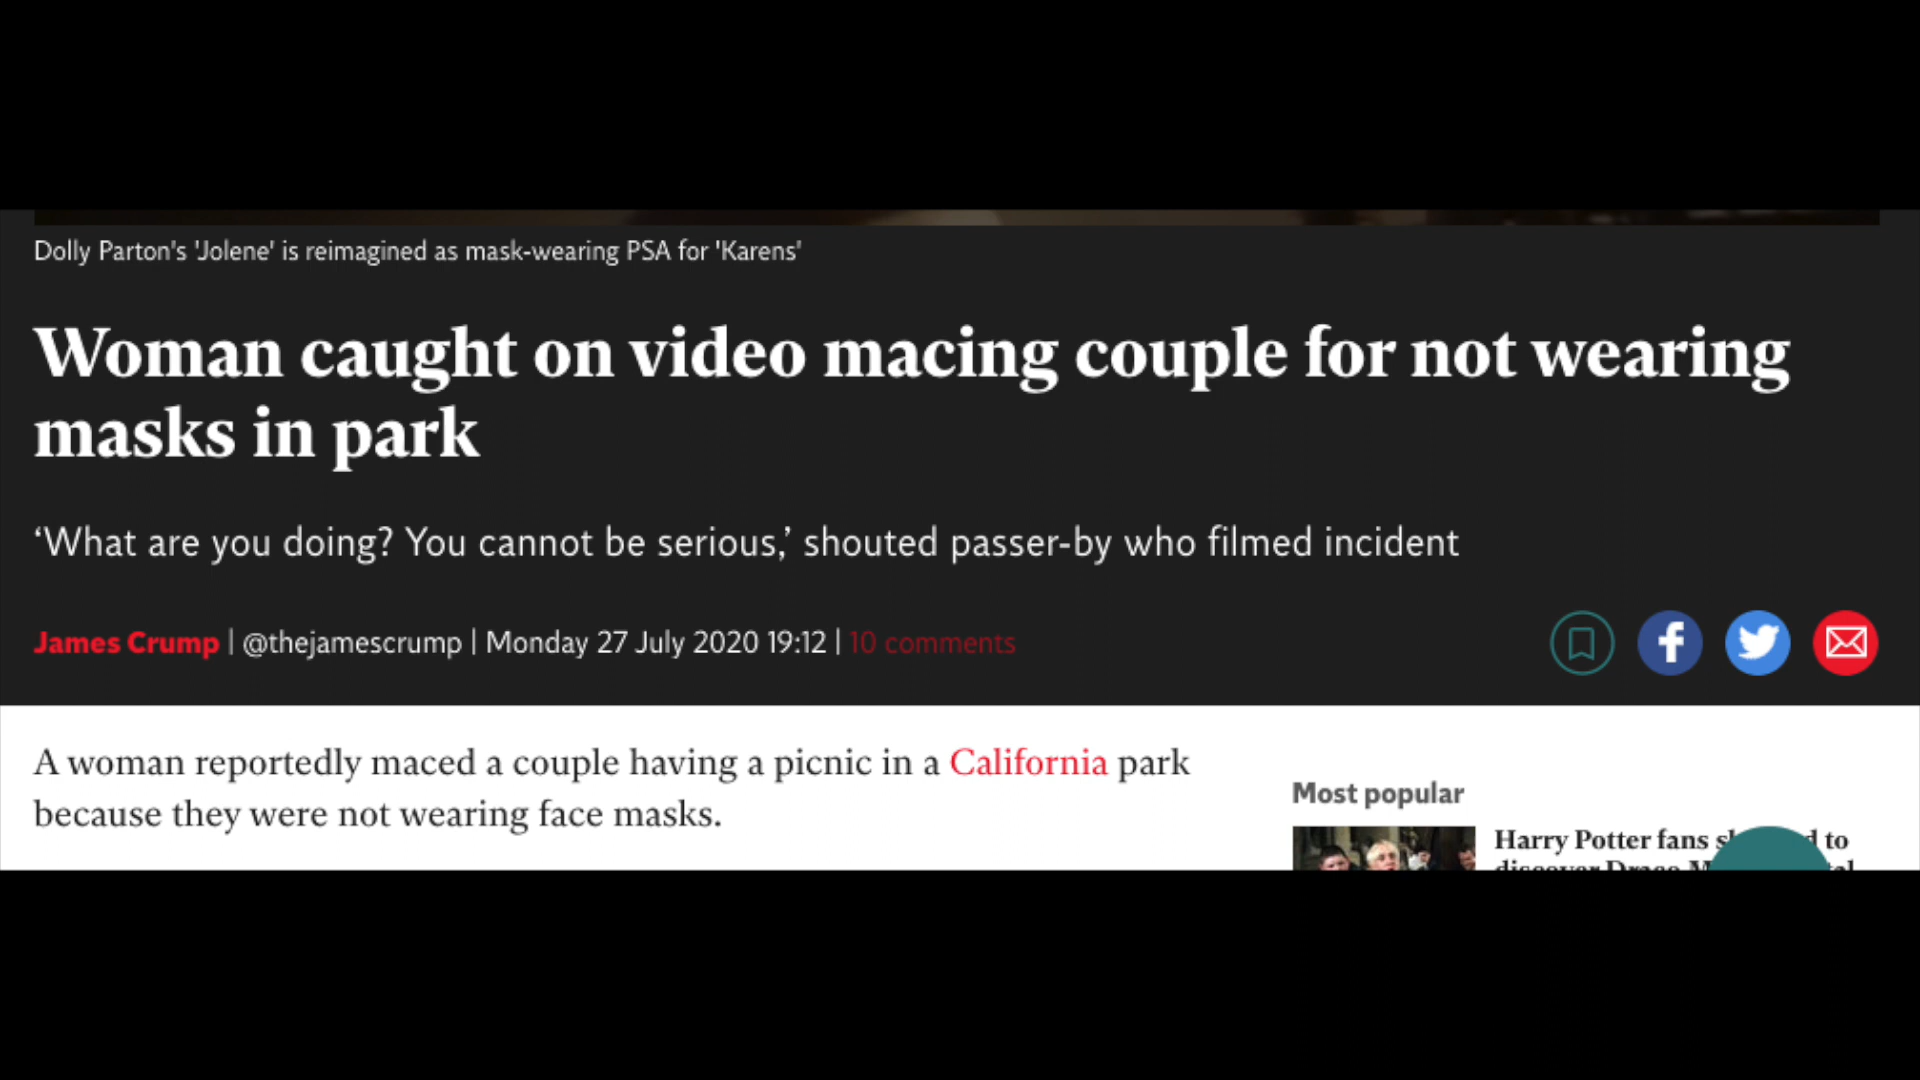 Dolly Parton's 'Jolene' is reimagined as mask-wearing PSA for 'Karens'
Woman caught on video macing couple for not wearing
masks in park
‘What are you doing? You cannot be serious,’ shouted passer-by who filmed incident
James Crump | @thejamescrump | Monday 27 July 2020 19:12 | 10 comments
A woman reportedly maced a couple having a picnic in a California park
because they were not wearing face masks.
Most popular
Harry Potter fans to
discover Draco